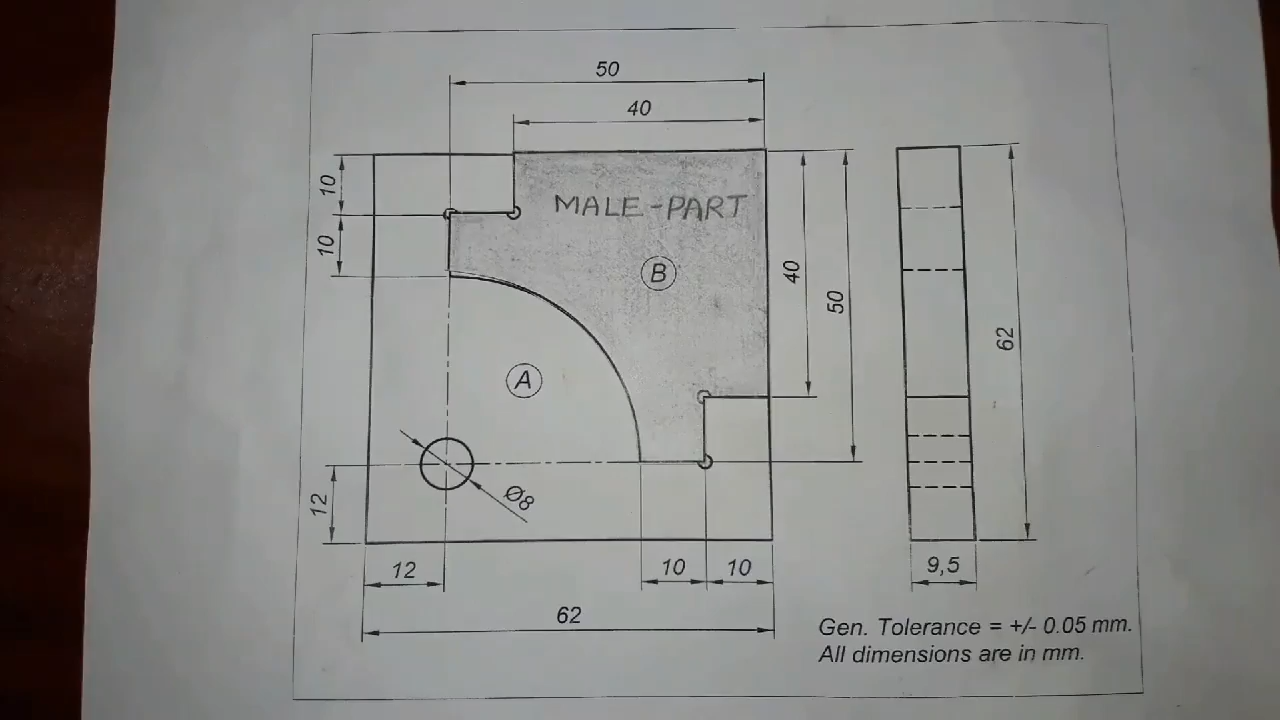 50
40
10
10
MALE-PART
B
A
40
50
62
Ø8
12
12
10
10
62
9,5
Gen. Tolerance = +/- 0.05 mm.
All dimensions are in mm.